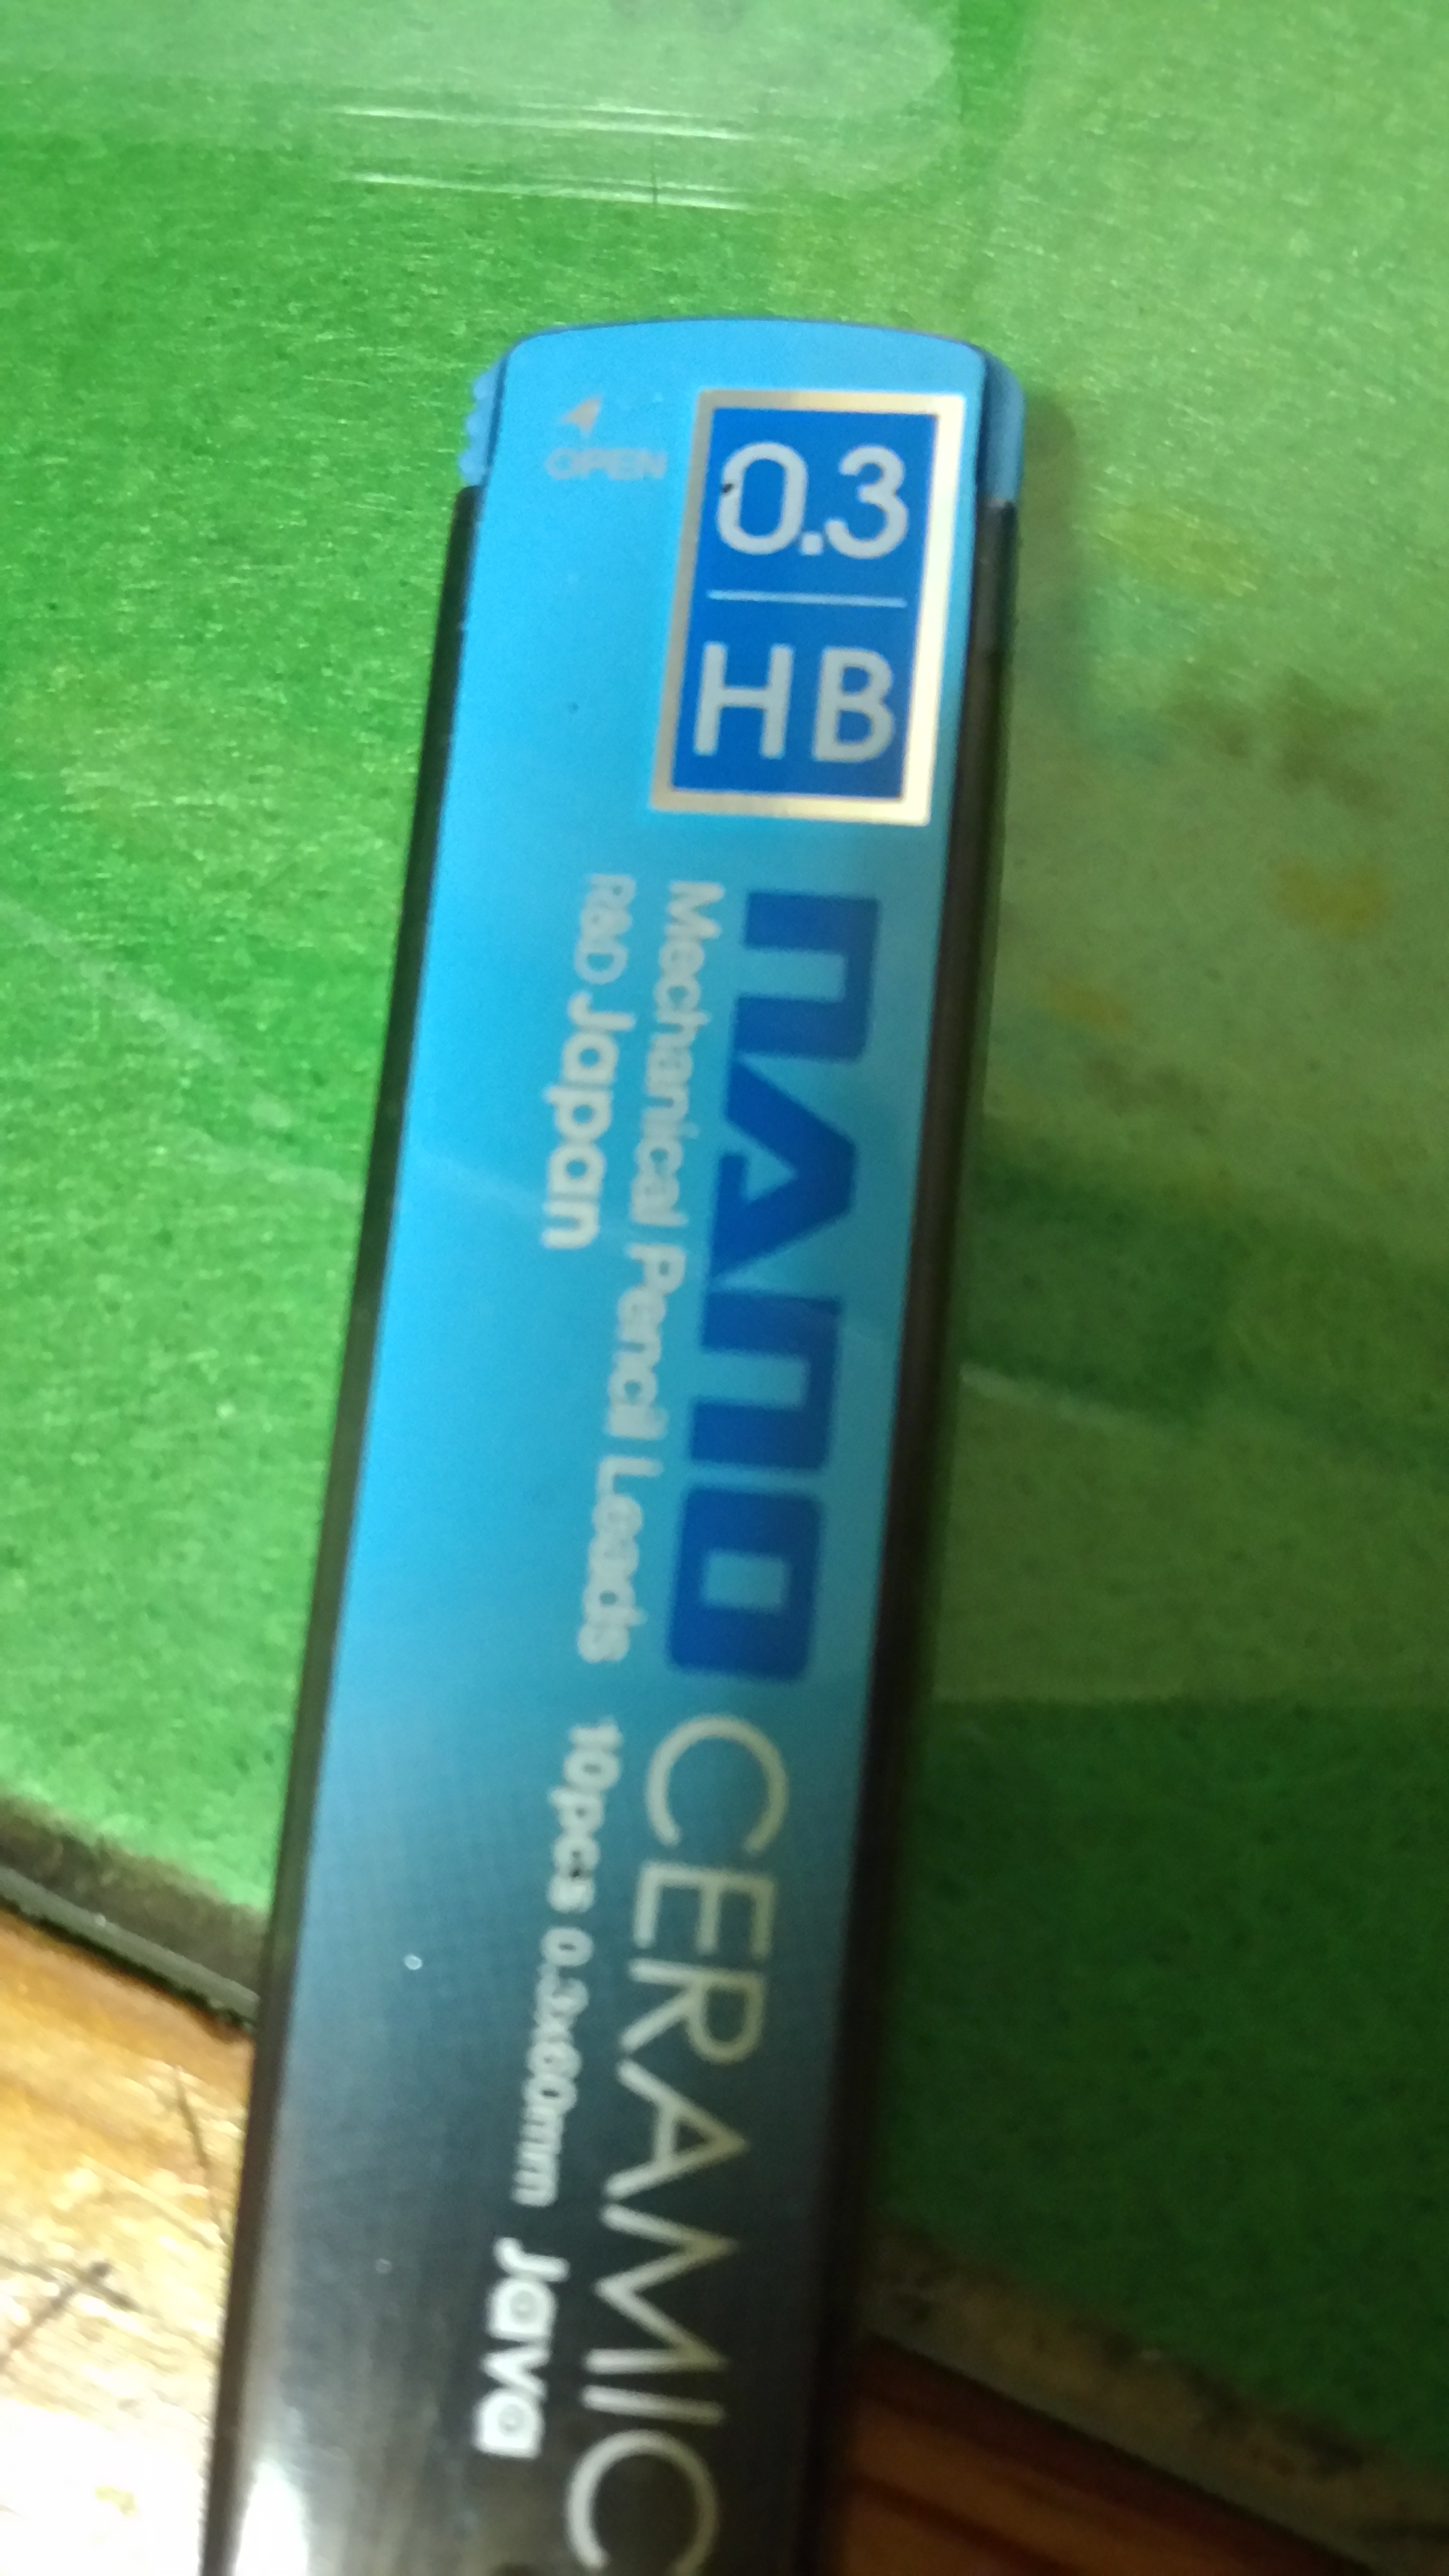 OPEN
0.3
HB
nAno CERAMIC
Mechanical Pencil Leads 10pcs 0.3x60mm Java
R&D Japan